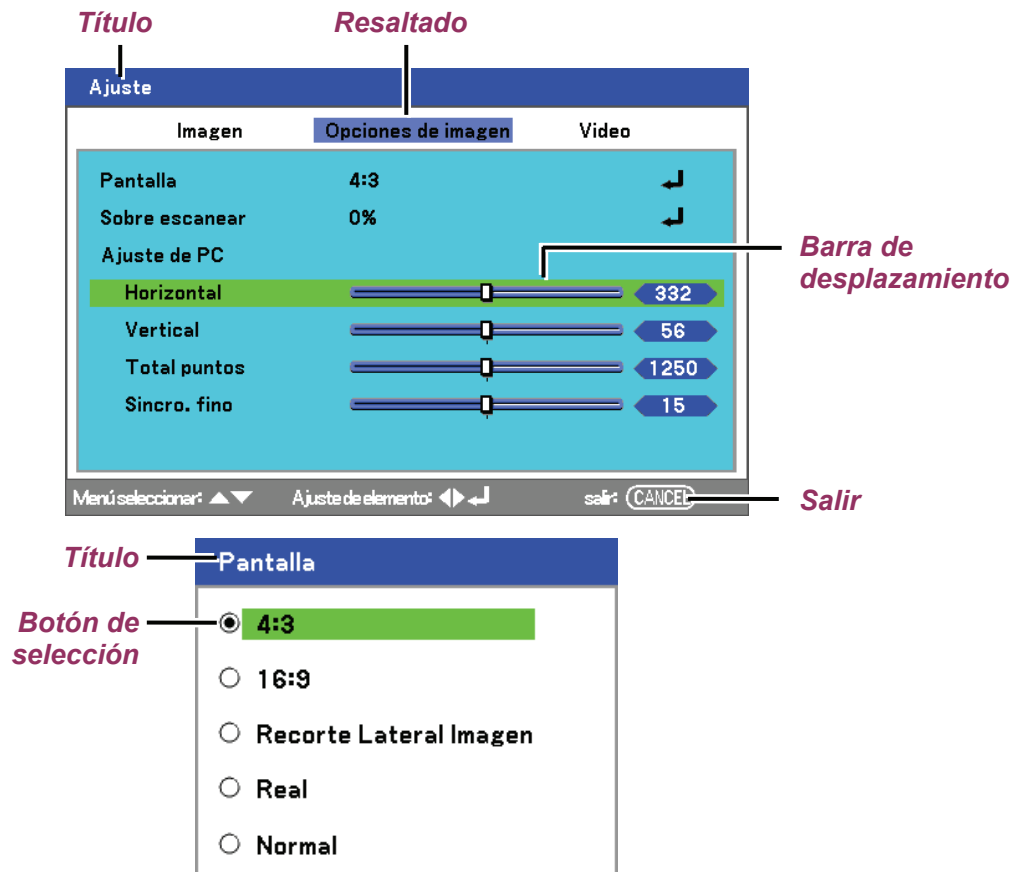 Título Resaltado
Ajuste
Imagen Opciones de imagen Video
Pantalla 4:3
Sobre escanear 0%
Ajuste de PC
Barra de
desplazamiento
Horizontal 332
Vertical 56
Total puntos 1250
Sincro. fino 15
Menú seleccionar: Ajuste de elemento: salir: CANCEL
Salir
Título
Pantalla
Botón de
selección
4:3
16:9
Recorte Lateral Imagen
Real
Normal